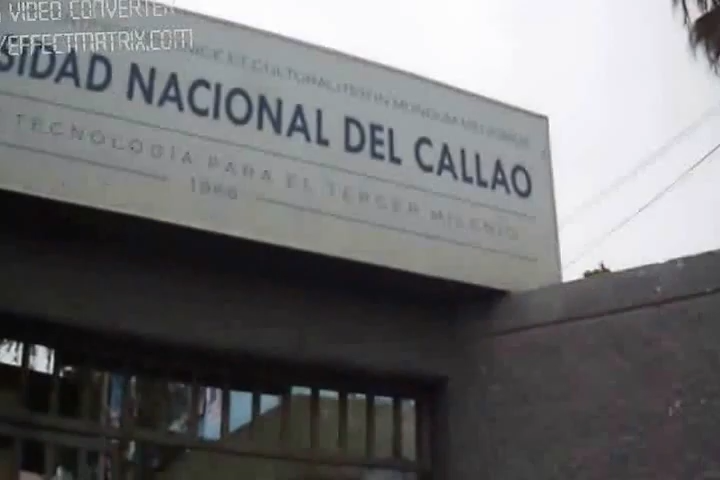 VIDEO CONVERTER
EFFECTMATRIX.COM
SIDAD NACIONAL DEL CALLAO
TECNOLOGÍA PARA EL TERCER MILENIO
1966